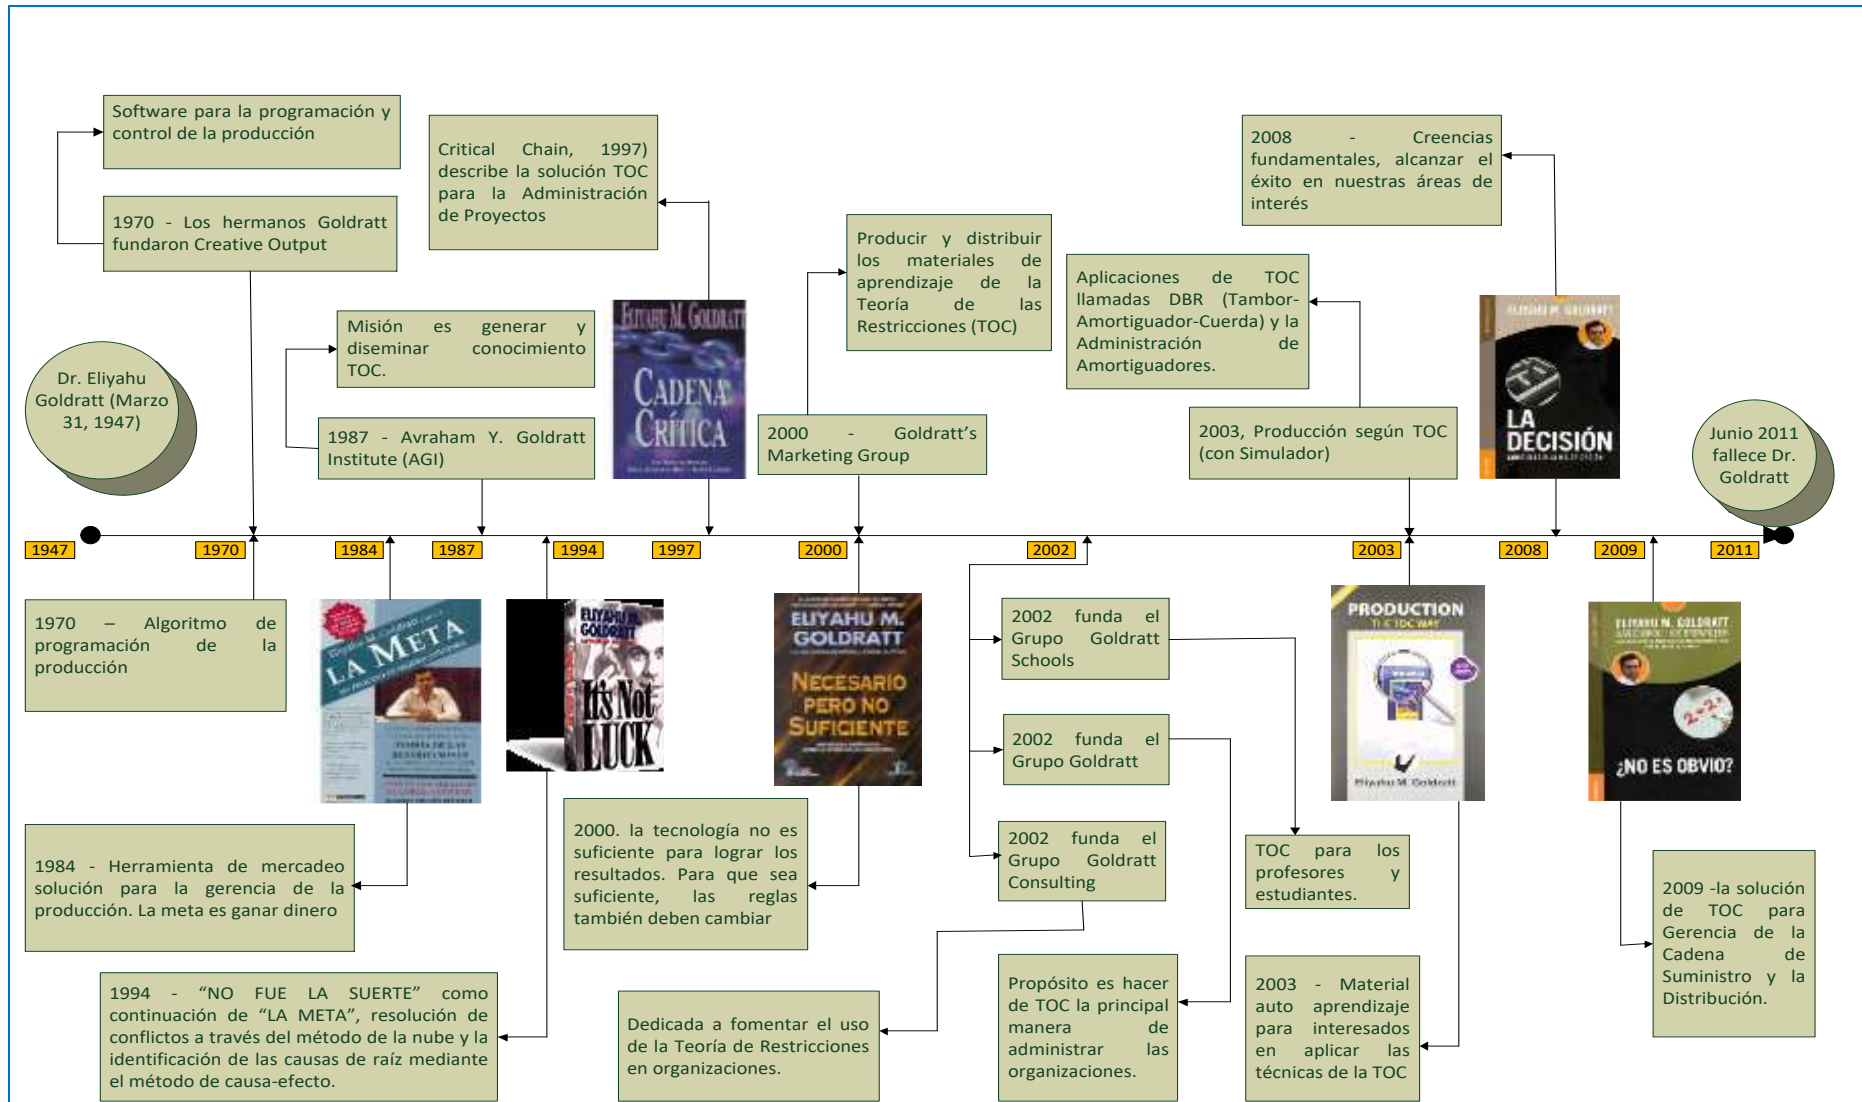 Software para la programación y
control de la producción
1970 - Los hermanos Goldratt
fundaron Creative Output
Critical Chain, 1997)
describe la solución TOC
para la Administración
de Proyectos
Misión es generar y
diseminar conocimiento
TOC.
1987 - Avraham Y. Goldratt
Institute (AGI)
Dr. Eliyahu
Goldratt (Marzo
31, 1947)
ELIYAHU M. GOLDRATT
CADENA
CRÍTICA
Producir y distribuir
los materiales de
aprendizaje de la
Teoría de las
Restricciones (TOC)
2000 - Goldratt’s
Marketing Group
Aplicaciones de TOC
llamadas DBR (Tambor-
Amortiguador-Cuerda) y la
Administración de
Amortiguadores.
2003, Producción según TOC
(con Simulador)
2008 - Creencias
fundamentales, alcanzar el
éxito en nuestras áreas de
interés
ELIYAHU M. GOLDRATT
LA
DECISIÓN
Junio 2011
fallece Dr.
Goldratt
1947
1970
1984
1987
1994
1997
2000
2002
2003
2008
2009
2011
1970 – Algoritmo de
programación de la
producción
LA META
1984 - Herramienta de mercadeo
solución para la gerencia de la
producción. La meta es ganar dinero
ELIYAHU M.
GOLDRATT
It's Not
LUCK
1994 - “NO FUE LA SUERTE” como
continuación de “LA META”, resolución de
conflictos a través del método de la nube y la
identificación de las causas de raíz mediante
el método de causa-efecto.
ELIYAHU M.
GOLDRATT
NECESARIO
PERO NO
SUFICIENTE
2000. la tecnología no es
suficiente para lograr los
resultados. Para que sea
suficiente, las reglas
también deben cambiar
2002 funda el
Grupo Goldratt
Schools
2002 funda el
Grupo Goldratt
2002 funda el
Grupo Goldratt
Consulting
Dedicada a fomentar el uso
de la Teoría de Restricciones
en organizaciones.
Propósito es hacer
de TOC la principal
manera de
administrar las
organizaciones.
TOC para los
profesores y
estudiantes.
PRODUCTION
THE TOC WAY
Eliyahu M. Goldratt
2003 - Material
auto aprendizaje
para interesados
en aplicar las
técnicas de la TOC
ELIYAHU M. GOLDRATT
¿NO ES OBVIO?
2009 -la solución
de TOC para
Gerencia de la
Cadena de
Suministro y la
Distribución.